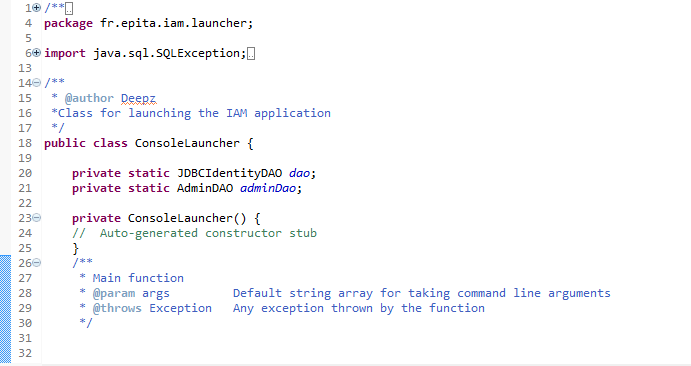 1 /**
4 package fr.epita.iam.launcher;
5
6 import java.sql.SQLException;
13
14 /**
15  * @author Deepz
16  *Class for launching the IAM application
17  */
18 public class ConsoleLauncher {
19
20     private static JDBCIdentityDAO dao;
21     private static AdminDAO adminDao;
22
23     private ConsoleLauncher() {
24     //  Auto-generated constructor stub
25     }
26     /**
27      * Main function
28      * @param args         Default string array for taking command line arguments
29      * @throws Exception   Any exception thrown by the function
30      */
31
32